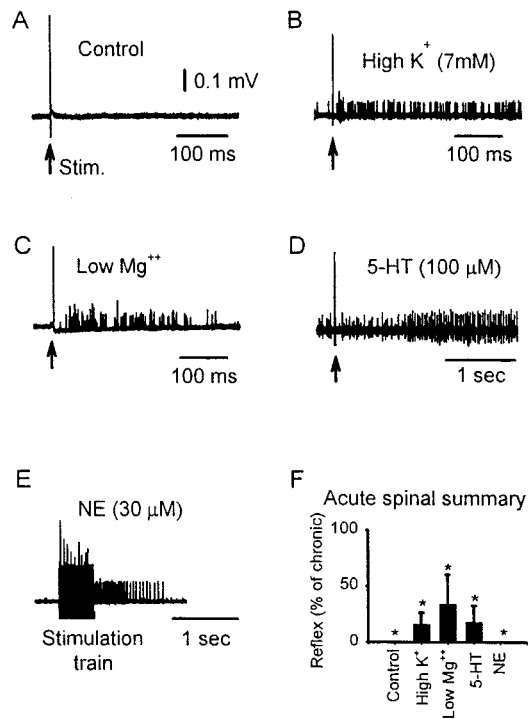 A
Control
0.1 mV
100 ms
Stim.
B
High K⁺ (7mM)
100 ms
C
Low Mg⁺⁺
100 ms
D
5-HT (100 μM)
1 sec
E
NE (30 μM)
Stimulation
train
1 sec
F
Acute spinal summary
Reflex (% of chronic)
100
50
0
* * * * *
Control
High K⁺
Low Mg⁺⁺
5-HT
NE